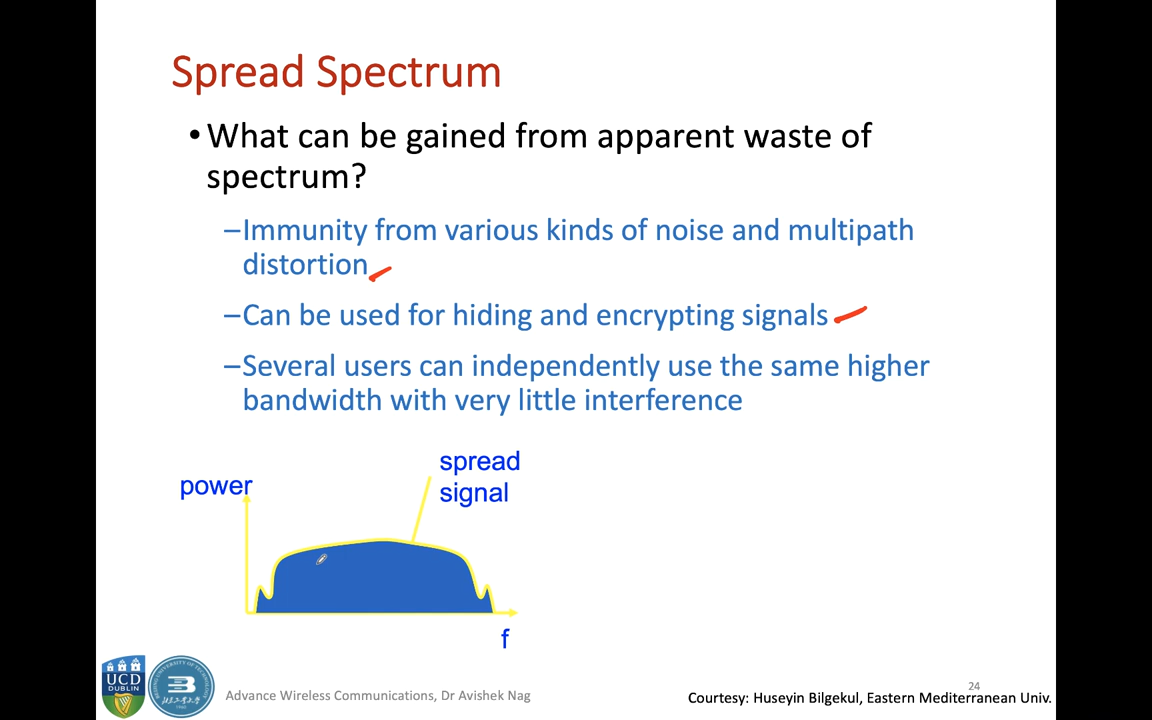 Spread Spectrum
•What can be gained from apparent waste of
spectrum?
–Immunity from various kinds of noise and multipath
distortion
–Can be used for hiding and encrypting signals
–Several users can independently use the same higher
bandwidth with very little interference
spread
signal
power
f
UCD
DUBLIN
Advance Wireless Communications, Dr Avishek Nag
24
Courtesy: Huseyin Bilgekul, Eastern Mediterranean Univ.